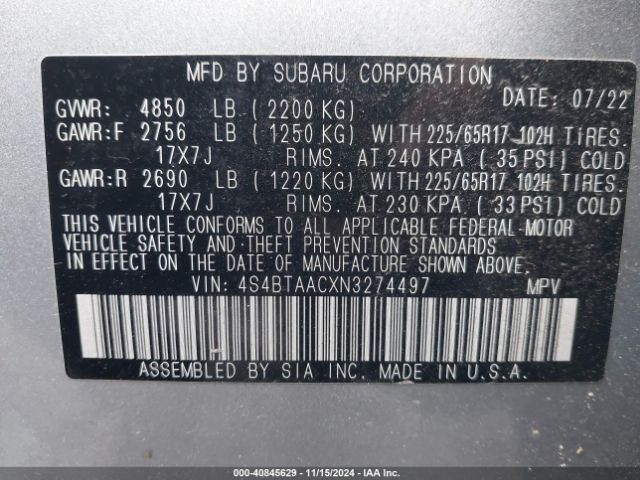 MFD BY SUBARU CORPORATION
DATE: 07/22
GVWR: 4850 LB (2200 KG)
GAWR:F 2756 LB (1250 KG) WITH 225/65R17 102H TIRES.
17X7J RIMS. AT 240 KPA (35 PSI) COLD
GAWR:R 2690 LB (1220 KG) WITH 225/65R17 102H TIRES.
17X7J RIMS. AT 230 KPA (33 PSI) COLD
THIS VEHICLE CONFORMS TO ALL APPLICABLE FEDERAL-MOTOR
VEHICLE SAFETY AND THEFT PREVENTION STANDARDS
IN EFFECT ON THE DATE OF MANUFACTURE SHOWN ABOVE.
VIN: 4S4BTAACXN3274497 MPV
ASSEMBLED BY SIA INC. MADE IN U.S.A.
000-40845629 - 11/15/2024 - IAAI.COM